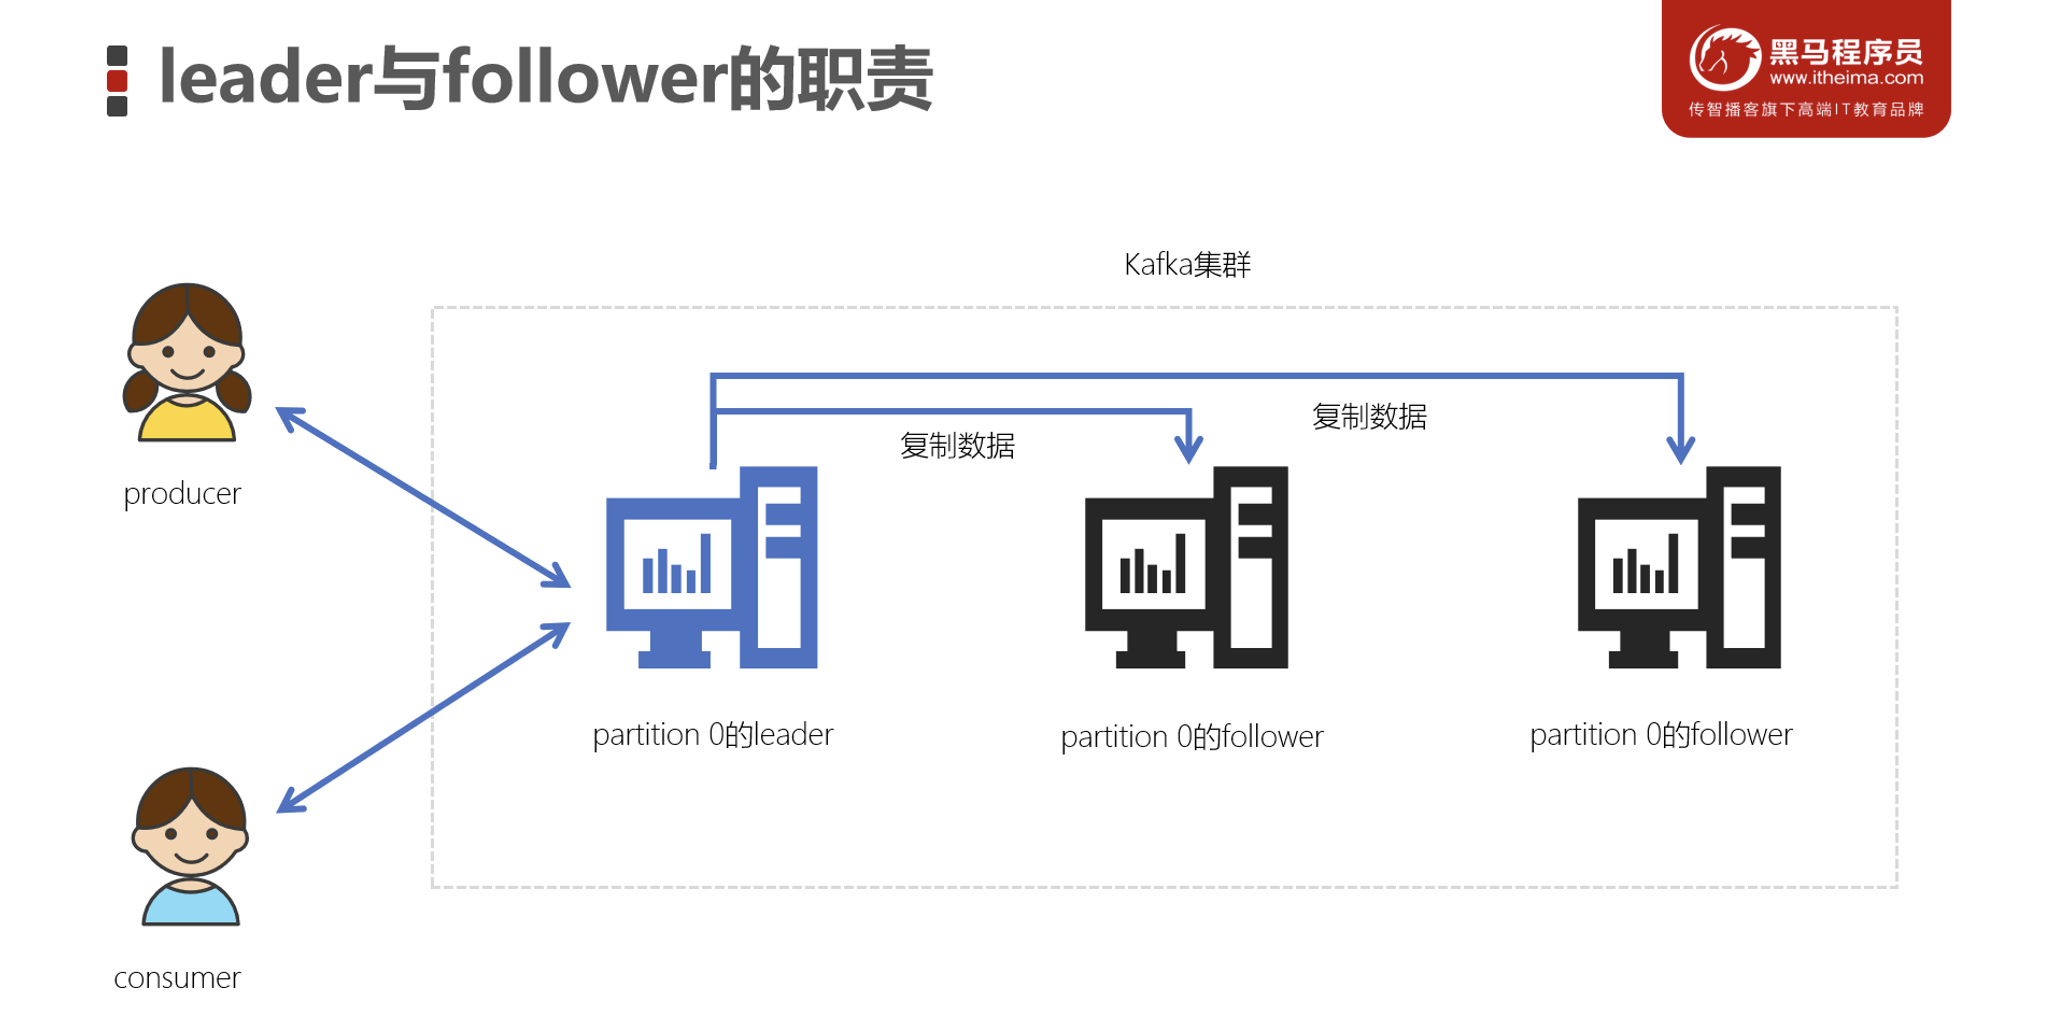 leader与follower的职责
黑马程序员
www.itheima.com
传智播客旗下高端IT教育品牌
Kafka集群
复制数据
复制数据
producer
partition 0的leader
partition 0的follower
partition 0的follower
consumer